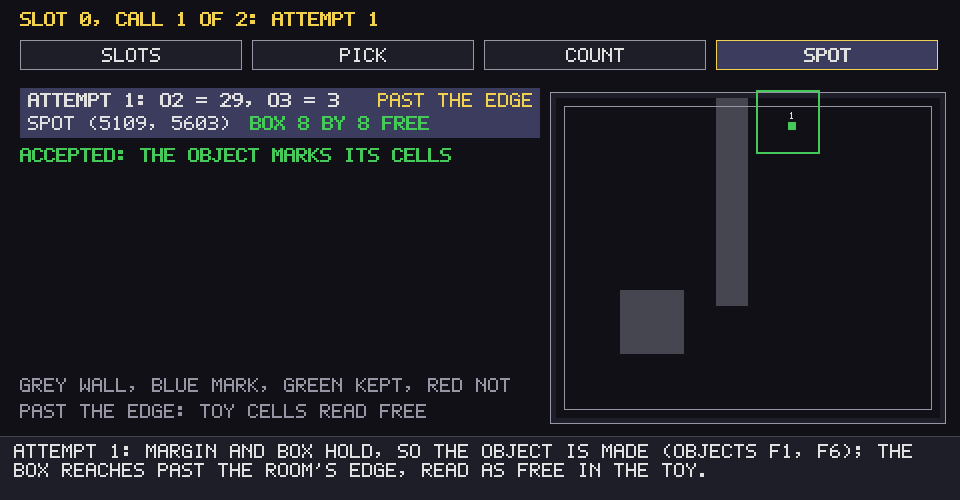 SLOT 0, CALL 1 OF 2: ATTEMPT 1
SLOTS PICK COUNT SPOT
ATTEMPT 1: O2 = 29, O3 = 3 PAST THE EDGE
SPOT (5109, 5603) BOX 8 BY 8 FREE
ACCEPTED: THE OBJECT MARKS ITS CELLS
1
GREY WALL, BLUE MARK, GREEN KEPT, RED NOT
PAST THE EDGE: TOY CELLS READ FREE
ATTEMPT 1: MARGIN AND BOX HOLD, SO THE OBJECT IS MADE (OBJECTS F1, F6); THE
BOX REACHES PAST THE ROOM'S EDGE, READ AS FREE IN THE TOY.